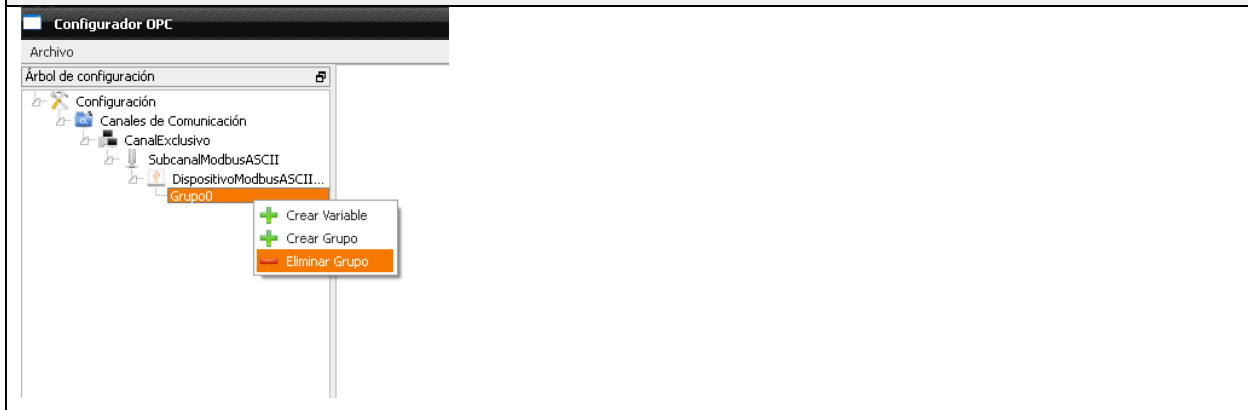 Configurador OPC
Archivo
Árbol de configuración
Configuración
Canales de Comunicación
CanalExclusivo
SubcanalModbusASCII
DispositivoModbusASCII...
Grupo0
Crear Variable
Crear Grupo
Eliminar Grupo